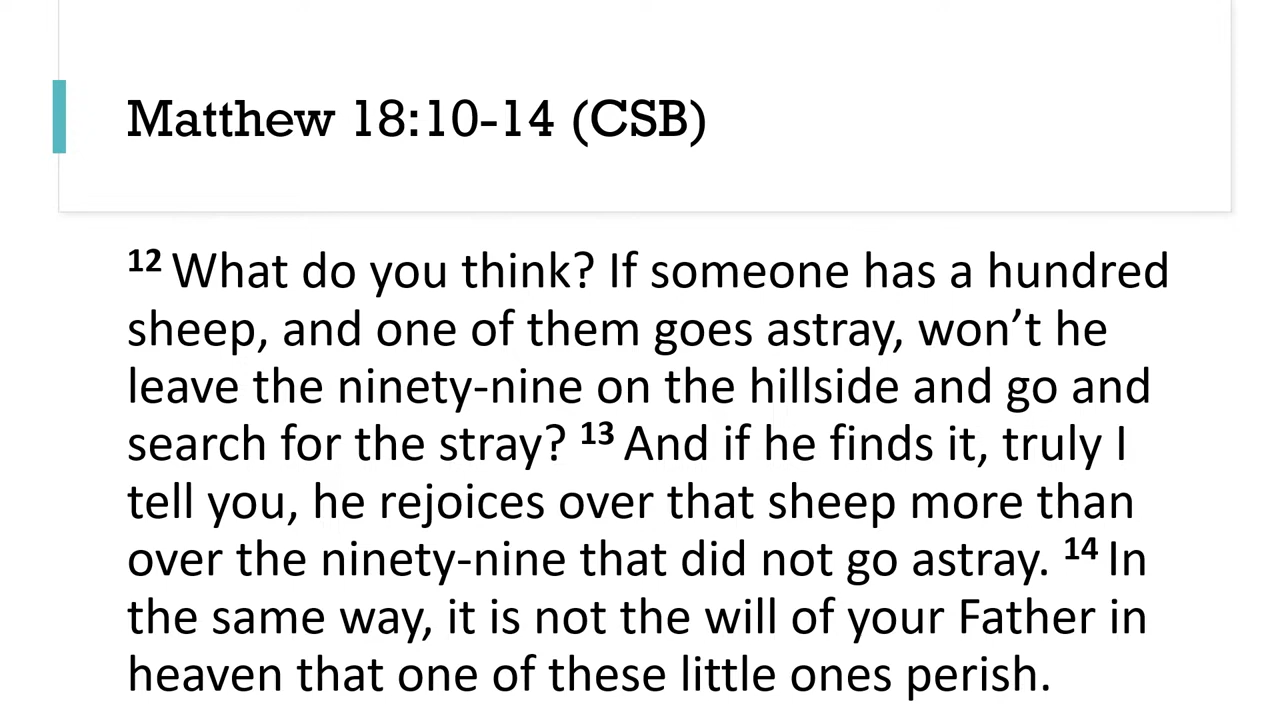 Matthew 18:10-14 (CSB)
12 What do you think? If someone has a hundred
sheep, and one of them goes astray, won’t he
leave the ninety-nine on the hillside and go and
search for the stray? 13 And if he finds it, truly I
tell you, he rejoices over that sheep more than
over the ninety-nine that did not go astray. 14 In
the same way, it is not the will of your Father in
heaven that one of these little ones perish.